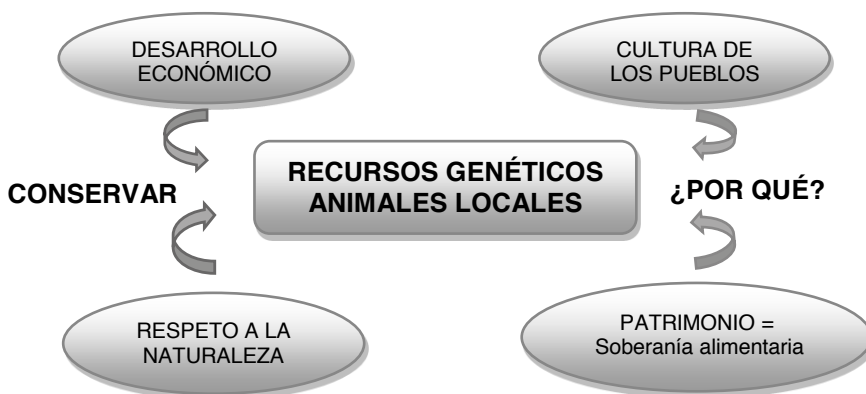 DESARROLLO
ECONÓMICO
CULTURA DE
LOS PUEBLOS
CONSERVAR
RECURSOS GENÉTICOS
ANIMALES LOCALES
¿POR QUÉ?
RESPETO A LA
NATURALEZA
PATRIMONIO =
Soberanía alimentaria